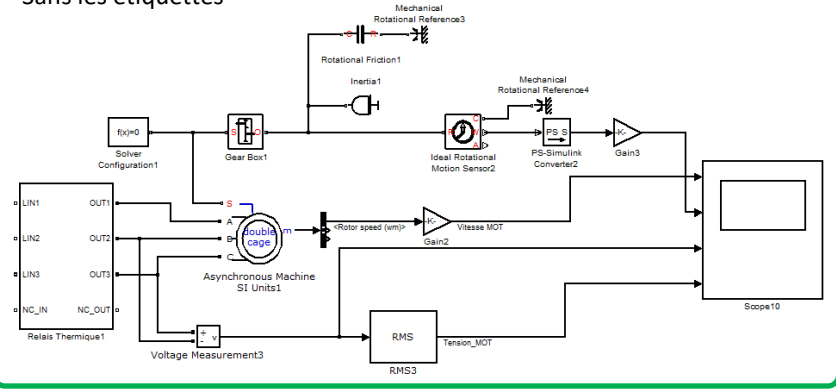 Sans les étiquettes
Mechanical
Rotational Reference3
C R
Rotational Friction1
Inertia1
Mechanical
Rotational Reference4
f(x)=0
Solver
Configuration1
S O
Gear Box1
R C W A
Ideal Rotational
Motion Sensor2
PS S
PS-Simulink
Converter2
-K-
Gain3
LIN1 OUT1
LIN2 OUT2
LIN3 OUT3
NC_IN NC_OUT
Relais Thermique1
S
A
B
C
double
cage
m
Asynchronous Machine
SI Units1
<Rotor speed (wm)>
-K-
Gain2
Vitesse MOT
Scope10
+
-
v
Voltage Measurement3
RMS
RMS3
Tension_MOT